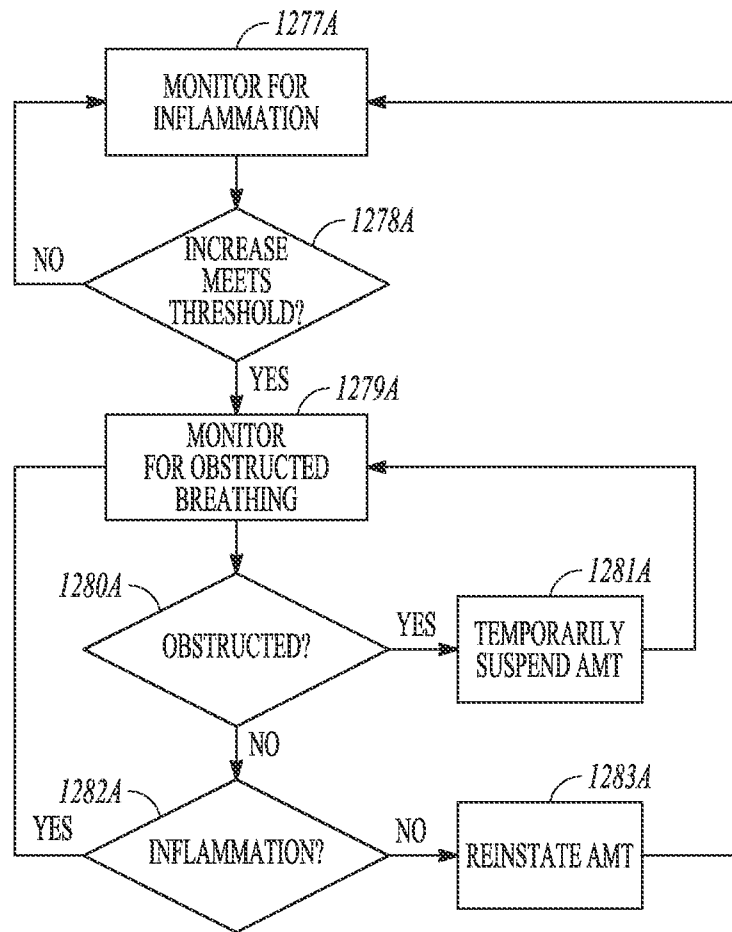 1277A
MONITOR FOR
INFLAMMATION
1278A
INCREASE
MEETS
THRESHOLD?
NO
YES
1279A
MONITOR
FOR OBSTRUCTED
BREATHING
1280A
OBSTRUCTED?
YES
1281A
TEMPORARILY
SUSPEND AMT
NO
1282A
YES
INFLAMMATION?
NO
1283A
REINSTATE AMT